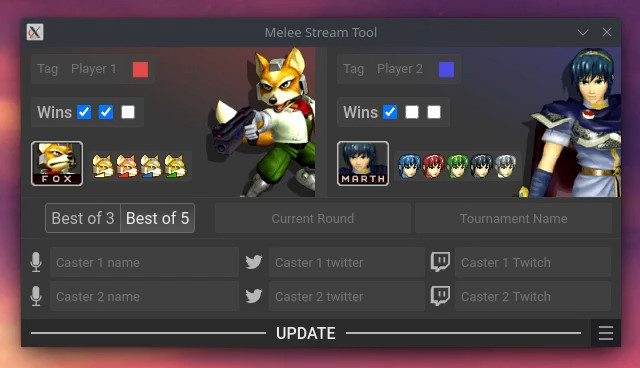 Melee Stream Tool
Tag Player 1
Tag Player 2
Wins
Wins
FOX
MARTH
Best of 3 Best of 5 Current Round Tournament Name
Caster 1 name Caster 1 twitter Caster 1 Twitch
Caster 2 name Caster 2 twitter Caster 2 Twitch
UPDATE